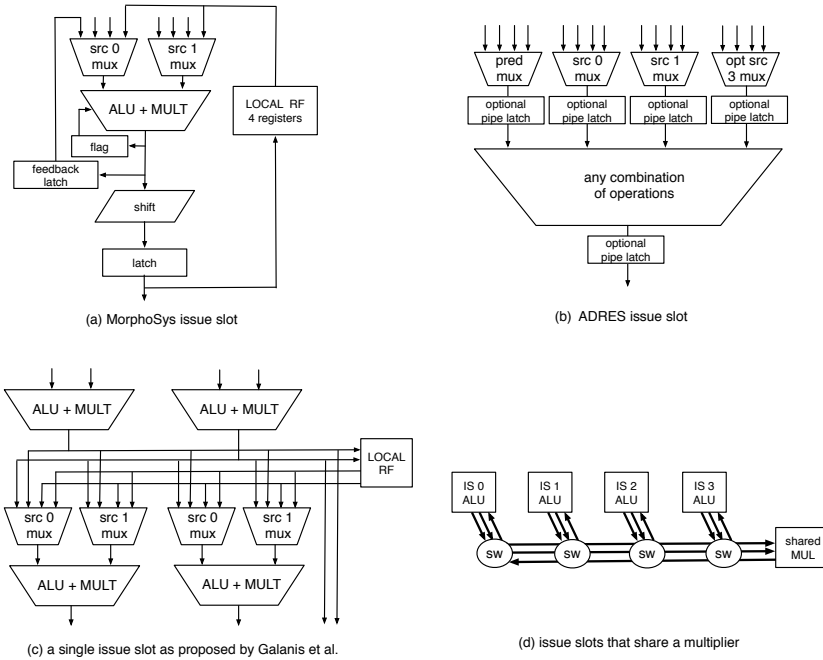 src 0
mux
src 1
mux
ALU + MULT
LOCAL RF
4 registers
flag
feedback
latch
shift
latch
(a) MorphoSys issue slot
pred
mux
src 0
mux
src 1
mux
opt src
3 mux
optional
pipe latch
optional
pipe latch
optional
pipe latch
optional
pipe latch
any combination
of operations
optional
pipe latch
(b) ADRES issue slot
ALU + MULT
ALU + MULT
LOCAL
RF
src 0
mux
src 1
mux
src 0
mux
src 1
mux
ALU + MULT
ALU + MULT
(c) a single issue slot as proposed by Galanis et al.
IS 0
ALU
IS 1
ALU
IS 2
ALU
IS 3
ALU
sw
sw
sw
sw
shared
MUL
(d) issue slots that share a multiplier